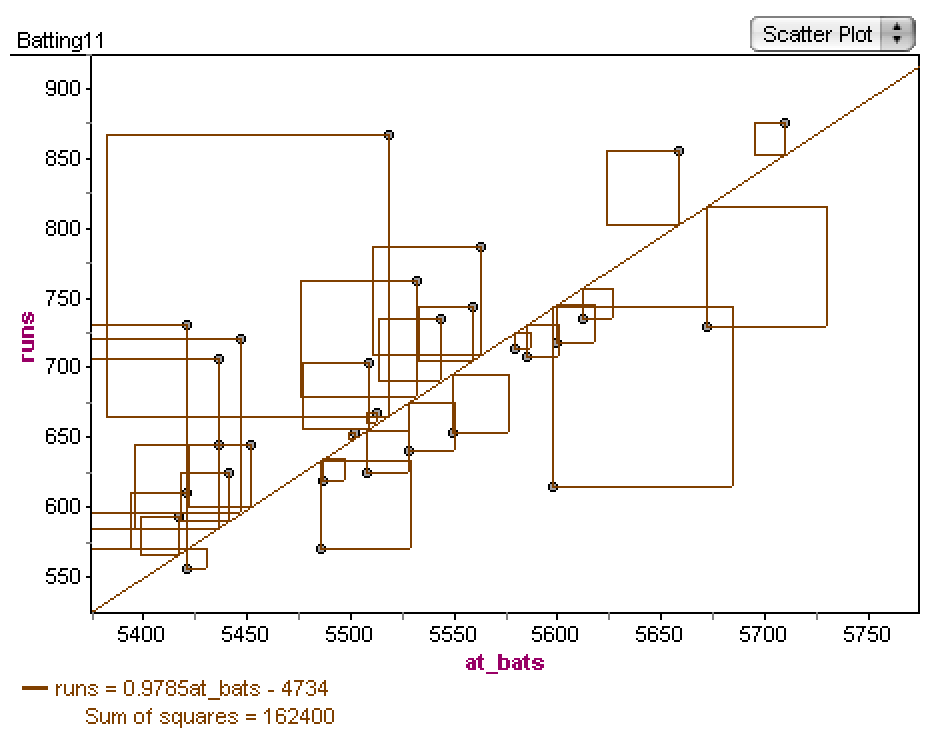 Batting11
Scatter Plot
900
850
800
750
700
650
600
550
runs
5400 5450 5500 5550 5600 5650 5700 5750
at_bats
runs = 0.9785at_bats - 4734
Sum of squares = 162400